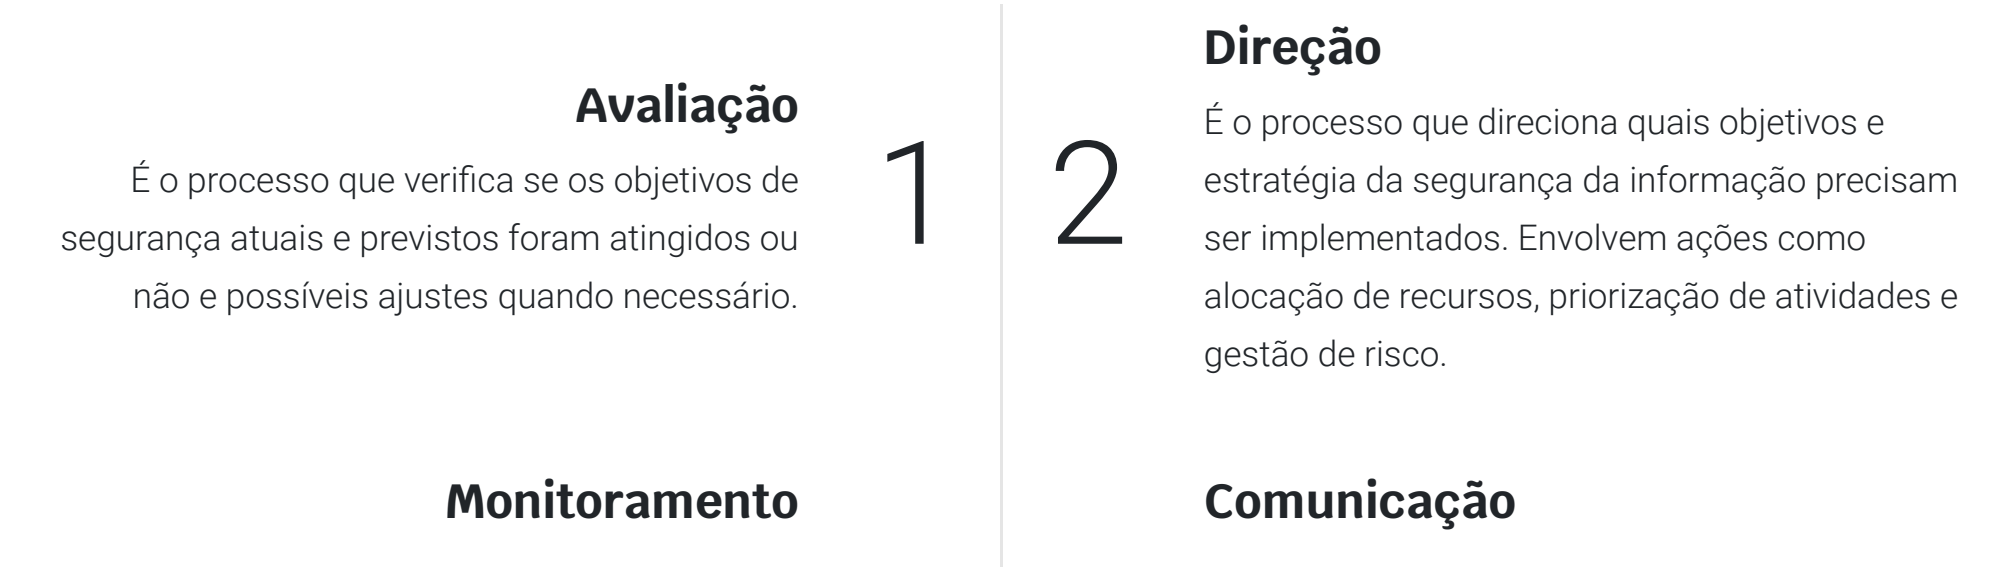 Avaliação
É o processo que verifica se os objetivos de
segurança atuais e previstos foram atingidos ou
não e possíveis ajustes quando necessário.
1
2
Direção
É o processo que direciona quais objetivos e
estratégia da segurança da informação precisam
ser implementados. Envolvem ações como
alocação de recursos, priorização de atividades e
gestão de risco.
Monitoramento
Comunicação